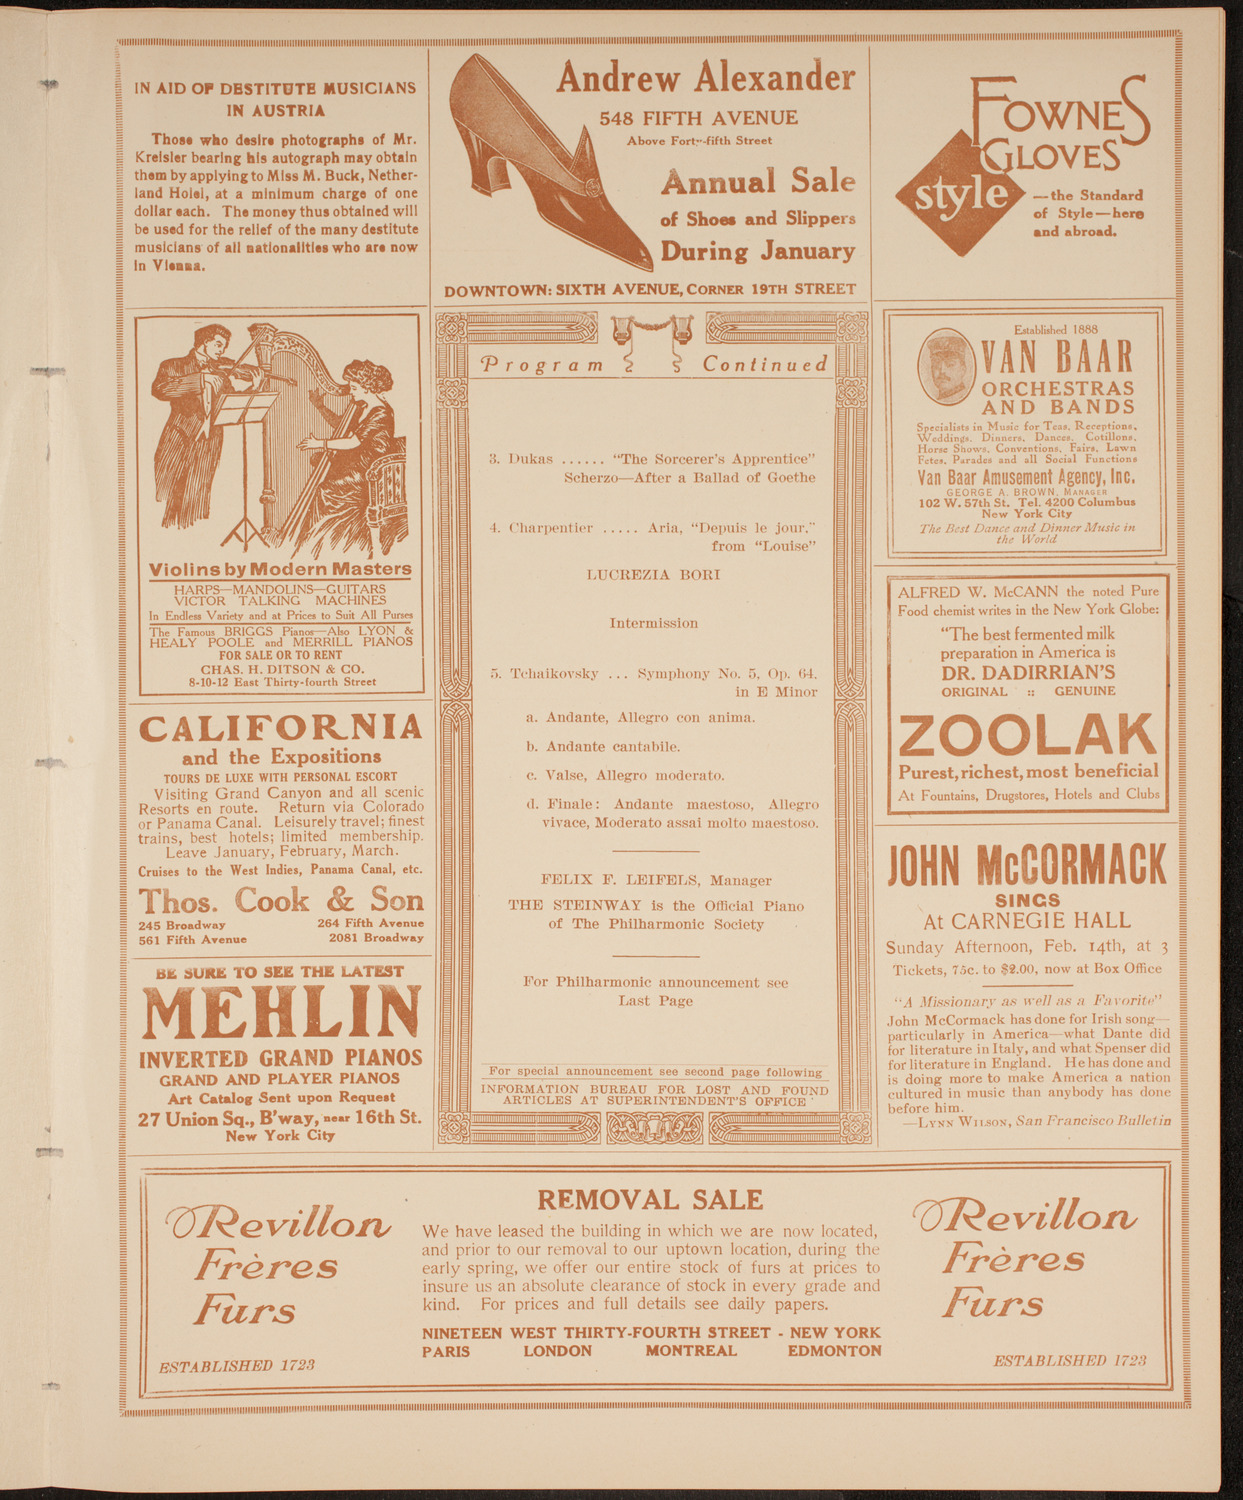 IN AID OF DESTITUTE MUSICIANS
IN AUSTRIA
Those who desire photographs of Mr.
Kreisler bearing his autograph may obtain
them by applying to Miss M. Buck, Nether-
land Hotel, at a minimum charge of one
dollar each. The money thus obtained will
be used for the relief of the many destitute
musicians of all nationalities who are now
in Vienna.
Andrew Alexander
548 FIFTH AVENUE
Above Forty-fifth Street
Annual Sale
of Shoes and Slippers
During January
DOWNTOWN: SIXTH AVENUE, CORNER 19TH STREET
FOWNES
GLOVES
style
—the Standard
of Style—here
and abroad.
Violins by Modern Masters
HARPS—MANDOLINS—GUITARS
VICTOR TALKING MACHINES
In Endless Variety and at Prices to Suit All Purses
The Famous BRIGGS Pianos—Also LYON &
HEALY POOLE and MERRILL PIANOS
FOR SALE OR TO RENT
CHAS. H. DITSON & CO.
8-10-12 East Thirty-fourth Street
CALIFORNIA
and the Expositions
TOURS DE LUXE WITH PERSONAL ESCORT
Visiting Grand Canyon and all scenic
Resorts en route. Return via Colorado
or Panama Canal. Leisurely travel; finest
trains, best hotels; limited membership.
Leave January, February, March.
Cruises to the West Indies, Panama Canal, etc.
Thos. Cook & Son
245 Broadway 264 Fifth Avenue
561 Fifth Avenue 2081 Broadway
BE SURE TO SEE THE LATEST
MEHLIN
INVERTED GRAND PIANOS
GRAND AND PLAYER PIANOS
Art Catalog Sent upon Request
27 Union Sq., B'way, near 16th St.
New York City
Program Continued
3. Dukas ...... "The Sorcerer's Apprentice"
Scherzo—After a Ballad of Goethe
4. Charpentier ..... Aria, "Depuis le jour,"
from "Louise"
LUCREZIA BORI
Intermission
5. Tchaikovsky ... Symphony No. 5, Op. 64.
in E Minor
a. Andante, Allegro con anima.
b. Andante cantabile.
c. Valse, Allegro moderato.
d. Finale: Andante maestoso, Allegro
vivace, Moderato assai molto maestoso.
FELIX F. LEIFELS, Manager
THE STEINWAY is the Official Piano
of The Philharmonic Society
For Philharmonic announcement see
Last Page
For special announcement see second page following
INFORMATION BUREAU FOR LOST AND FOUND
ARTICLES AT SUPERINTENDENT'S OFFICE
Established 1888
VAN BAAR
ORCHESTRAS
AND BANDS
Specialists in Music for Teas, Receptions,
Weddings, Dinners, Dances, Cotillons,
Horse Shows, Conventions, Fairs, Lawn
Fetes, Parades and all Social Functions
Van Baar Amusement Agency, Inc.
GEORGE A. BROWN, MANAGER
102 W. 57th St. Tel. 4200 Columbus
New York City
The Best Dance and Dinner Music in
the World
ALFRED W. McCANN the noted Pure
Food chemist writes in the New York Globe:
"The best fermented milk
preparation in America is
DR. DADIRRIAN'S
ORIGINAL :: GENUINE
ZOOLAK
Purest, richest, most beneficial
At Fountains, Drugstores, Hotels and Clubs
JOHN McCORMACK
SINGS
At CARNEGIE HALL
Sunday Afternoon, Feb. 14th, at 3
Tickets, 75c. to $2.00, now at Box Office
"A Missionary as well as a Favorite"
John McCormack has done for Irish song—
particularly in America—what Dante did
for literature in Italy, and what Spenser did
for literature in England. He has done and
is doing more to make America a nation
cultured in music than anybody has done
before him.
—LYNN WILSON, San Francisco Bulletin
Revillon
Frères
Furs
ESTABLISHED 1723
REMOVAL SALE
We have leased the building in which we are now located,
and prior to our removal to our uptown location, during the
early spring, we offer our entire stock of furs at prices to
insure us an absolute clearance of stock in every grade and
kind. For prices and full details see daily papers.
NINETEEN WEST THIRTY-FOURTH STREET - NEW YORK
PARIS LONDON MONTREAL EDMONTON
Revillon
Frères
Furs
ESTABLISHED 1723